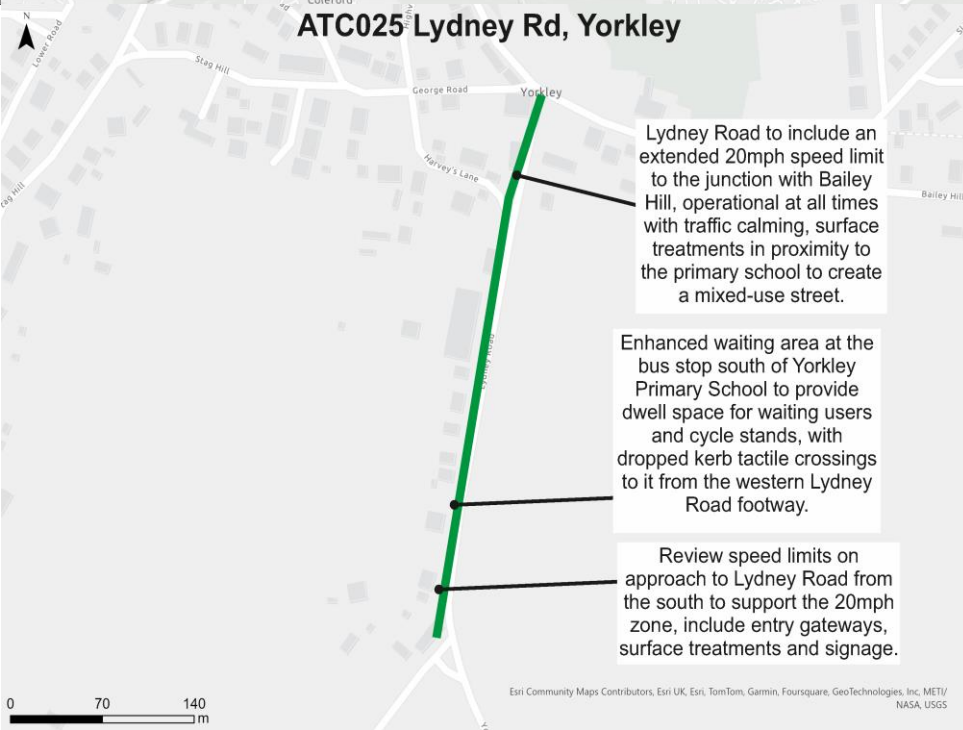 Coleford
ATC025 Lydney Rd, Yorkley
N
Lower Road
Stag Hill
George Road
Yorkley
Harvey's Lane
Bailey Hill
Lydney Road to include an
extended 20mph speed limit
to the junction with Bailey
Hill, operational at all times
with traffic calming, surface
treatments in proximity to
the primary school to create
a mixed-use street.
Lydney Road
Enhanced waiting area at the
bus stop south of Yorkley
Primary School to provide
dwell space for waiting users
and cycle stands, with
dropped kerb tactile crossings
to it from the western Lydney
Road footway.
Review speed limits on
approach to Lydney Road from
the south to support the 20mph
zone, include entry gateways,
surface treatments and signage.
0 70 140
m
Esri Community Maps Contributors, Esri UK, Esri, TomTom, Garmin, Foursquare, GeoTechnologies, Inc, METI/
NASA, USGS